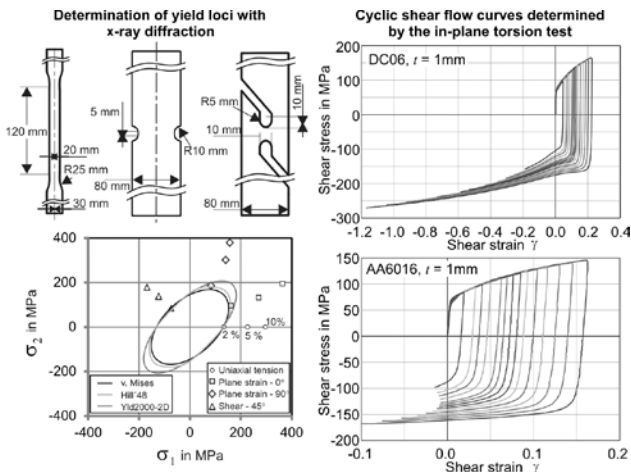 Determination of yield loci with
x-ray diffraction
5 mm
120 mm
20 mm
R25 mm
30 mm
R10 mm
80 mm
R5 mm
10 mm
10 mm
80 mm
400
200
0
-200
-400
-400 -200 0 200 400
σ2 in MPa
σ1 in MPa
2 % 5 % 10%
v. Mises
Hill'48
Yld2000-2D
Uniaxial tension
Plane strain - 0°
Plane strain - 90°
Shear - 45°
Cyclic shear flow curves determined
by the in-plane torsion test
DC06, t = 1mm
200
150
100
0
-100
-200
-300
-1.2 -1.0 -0.8 -0.6 -0.4 -0.2 0 0.2 0.4
Shear stress in MPa
Shear strain γ
AA6016, t = 1mm
150
100
50
0
-50
-100
-150
-200
-0.1 0.0 0.1 0.2
Shear stress in MPa
Shear strain γ